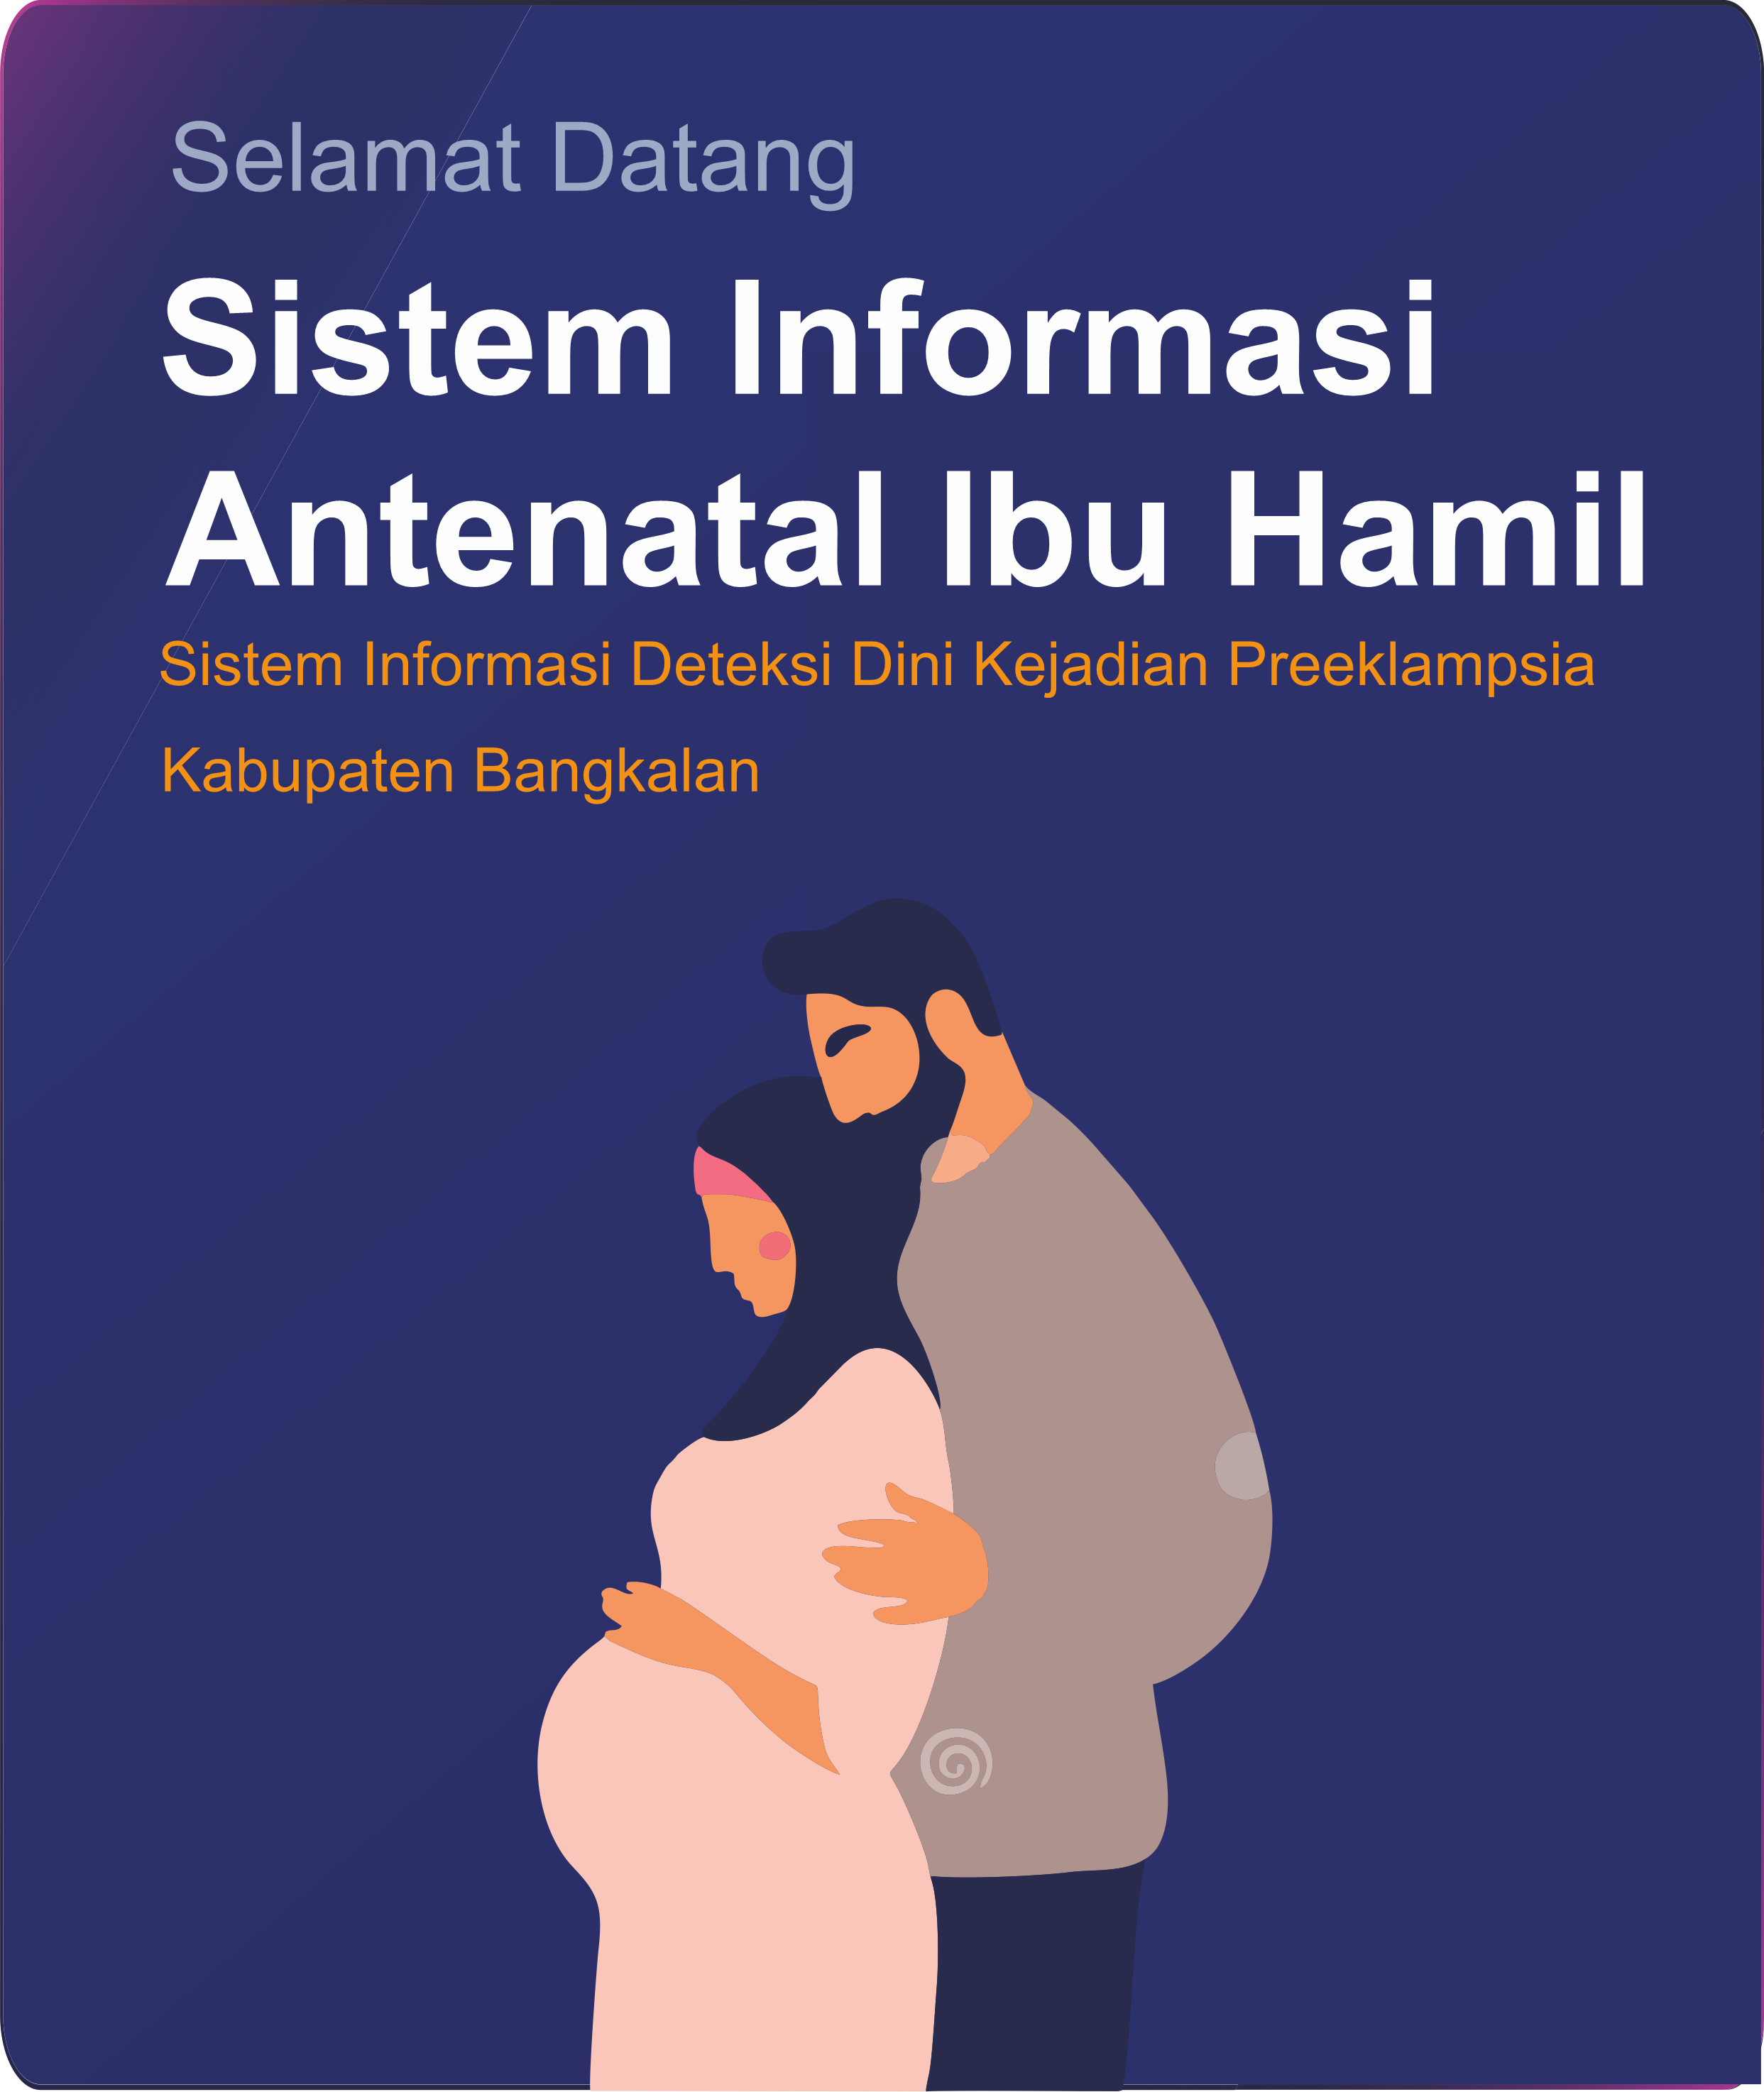 Selamat Datang
Sistem Informasi
Antenatal Ibu Hamil
Sistem Informasi Deteksi Dini Kejadian Preeklampsia
Kabupaten Bangkalan